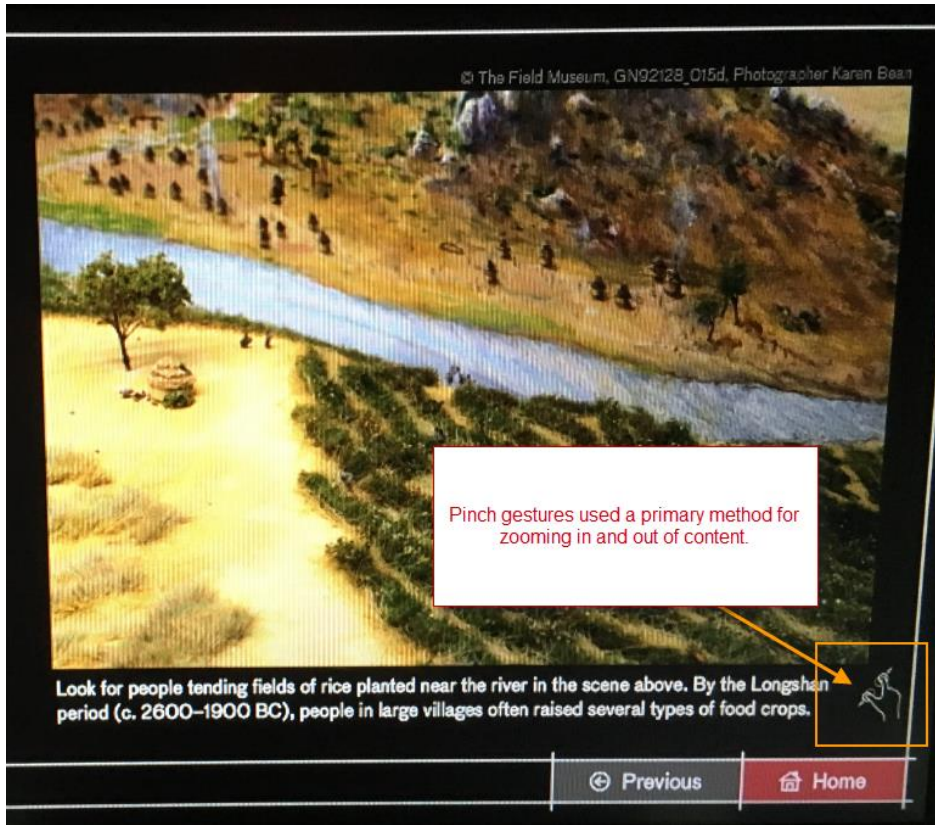 © The Field Museum, GN92128_015d, Photographer Karen Bean
Pinch gestures used a primary method for
zooming in and out of content.
Look for people tending fields of rice planted near the river in the scene above. By the Longshan
period (c. 2600–1900 BC), people in large villages often raised several types of food crops.
Previous
Home